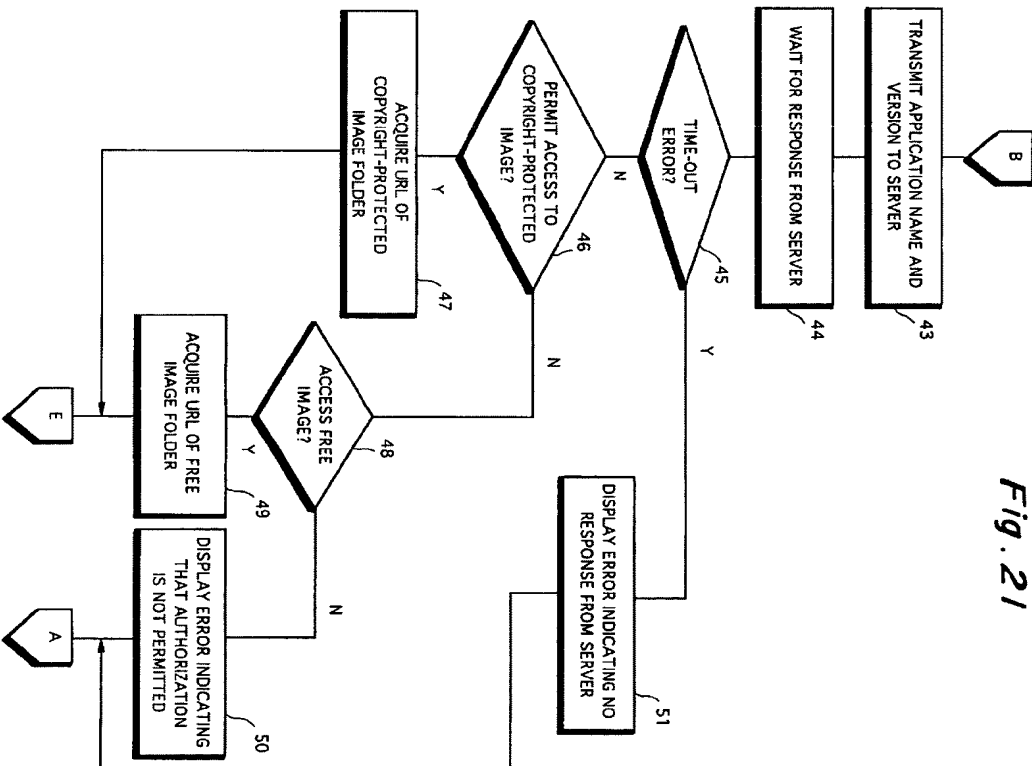 Fig. 21
B
TRANSMIT APPLICATION NAME AND
VERSION TO SERVER
43
WAIT FOR RESPONSE FROM SERVER
44
TIME-OUT
ERROR?
45
Y
N
PERMIT ACCESS TO
COPYRIGHT-PROTECTED
IMAGE?
46
N
Y
ACQUIRE URL OF
COPYRIGHT-PROTECTED
IMAGE FOLDER
47
ACCESS FREE
IMAGE?
48
N
Y
ACQUIRE URL OF FREE
IMAGE FOLDER
49
DISPLAY ERROR INDICATING
THAT AUTHORIZATION
IS NOT PERMITTED
50
DISPLAY ERROR INDICATING NO
RESPONSE FROM SERVER
51
E
A